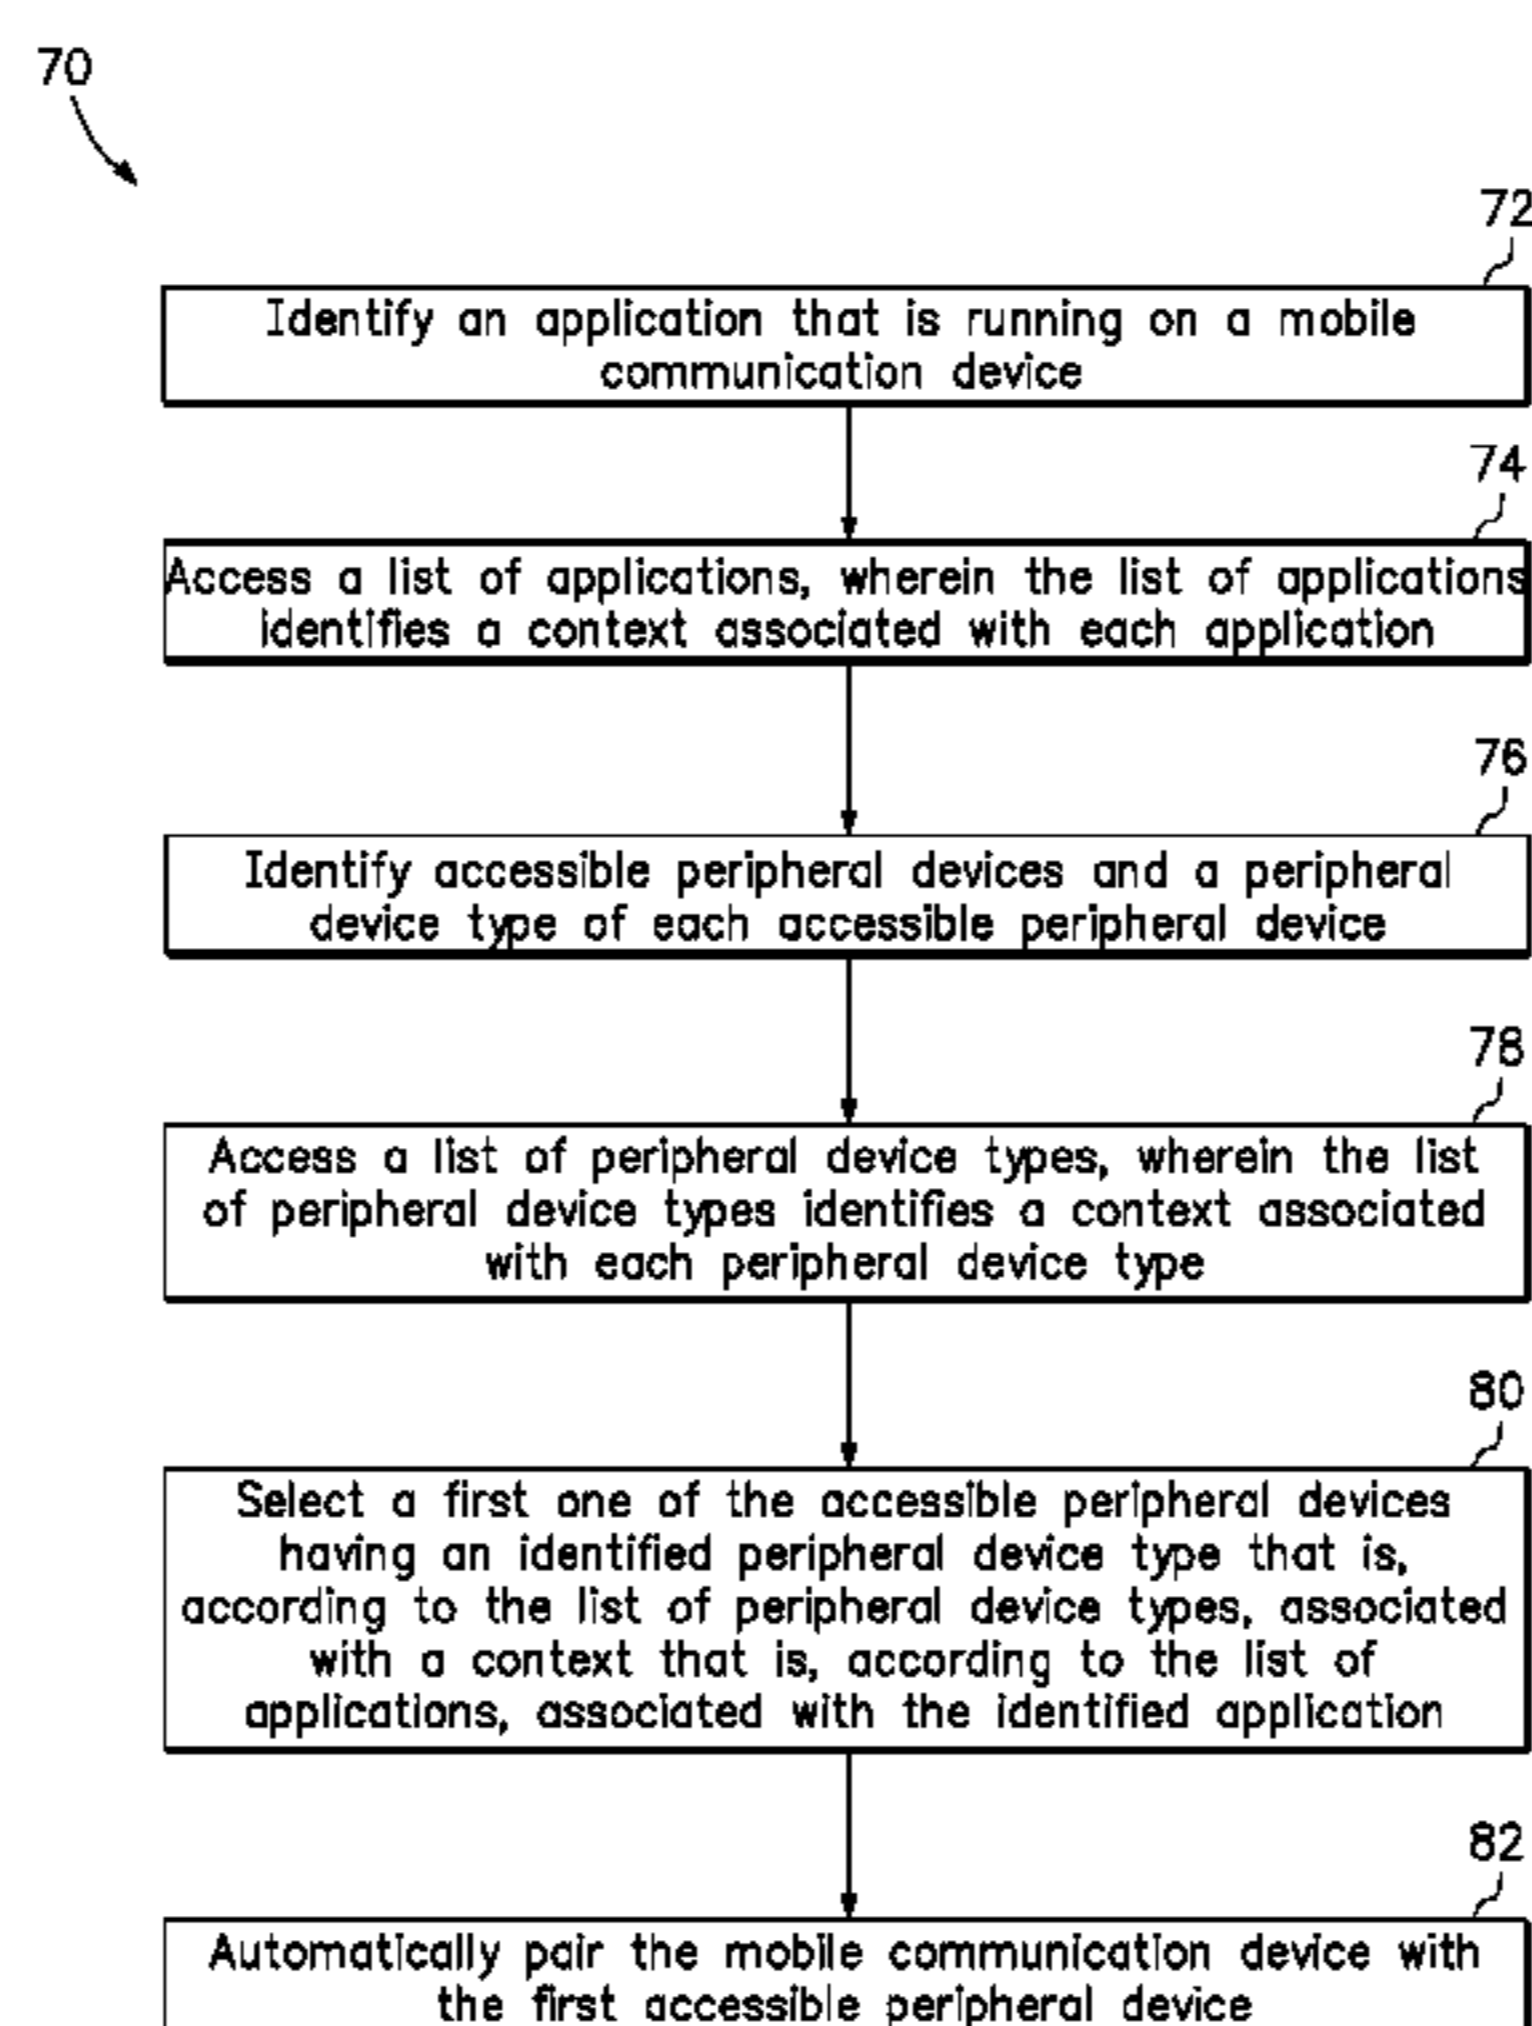 70
72
Identify an application that is running on a mobile
communication device
74
Access a list of applications, wherein the list of applications
identifies a context associated with each application
76
Identify accessible peripheral devices and a peripheral
device type of each accessible peripheral device
78
Access a list of peripheral device types, wherein the list
of peripheral device types identifies a context associated
with each peripheral device type
80
Select a first one of the accessible peripheral devices
having an identified peripheral device type that is,
according to the list of peripheral device types, associated
with a context that is, according to the list of
applications, associated with the identified application
82
Automatically pair the mobile communication device with
the first accessible peripheral device